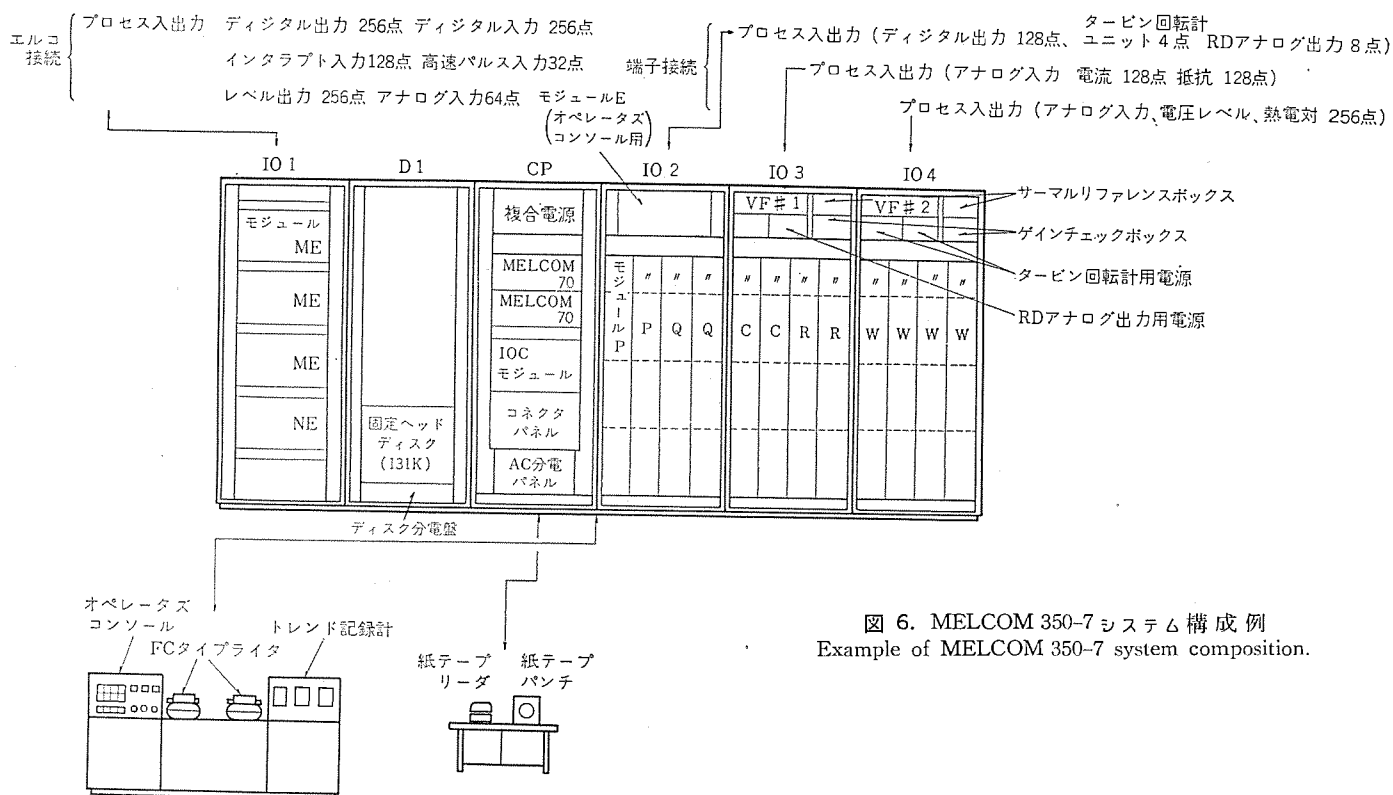 エルコ
接続
プロセス入出力 ディジタル出力 256点 ディジタル入力 256点
インタラプト入力128点 高速パルス入力32点
レベル出力 256点 アナログ入力64点
モジュールE
(オペレータズ
コンソール用)
端子接続
プロセス入出力 (ディジタル出力 128点、タービン回転計ユニット4点 RDアナログ出力8点)
プロセス入出力 (アナログ入力 電流 128点 抵抗 128点)
プロセス入出力 (アナログ入力、電圧レベル、熱電対 256点)
IO 1
D 1
CP
IO 2
IO 3
IO 4
モジュール
ME
ME
ME
NE
固定ヘッド
ディスク
(131K)
ディスク分電盤
複合電源
MELCOM
70
MELCOM
70
IOC
モジュール
コネクタ
パネル
AC分電
パネル
モジュールP 〃 〃 〃
P Q Q
VF#1
〃 〃 〃 〃
C C R R
VF#2
〃 〃 〃 〃
W W W W
サーマルリファレンスボックス
ゲインチェックボックス
タービン回転計用電源
RDアナログ出力用電源
オペレータズ
コンソール
FCタイプライタ
トレンド記録計
紙テープ
リーダ
紙テープ
パンチ
図 6. MELCOM 350-7 システム構成例
Example of MELCOM 350-7 system composition.